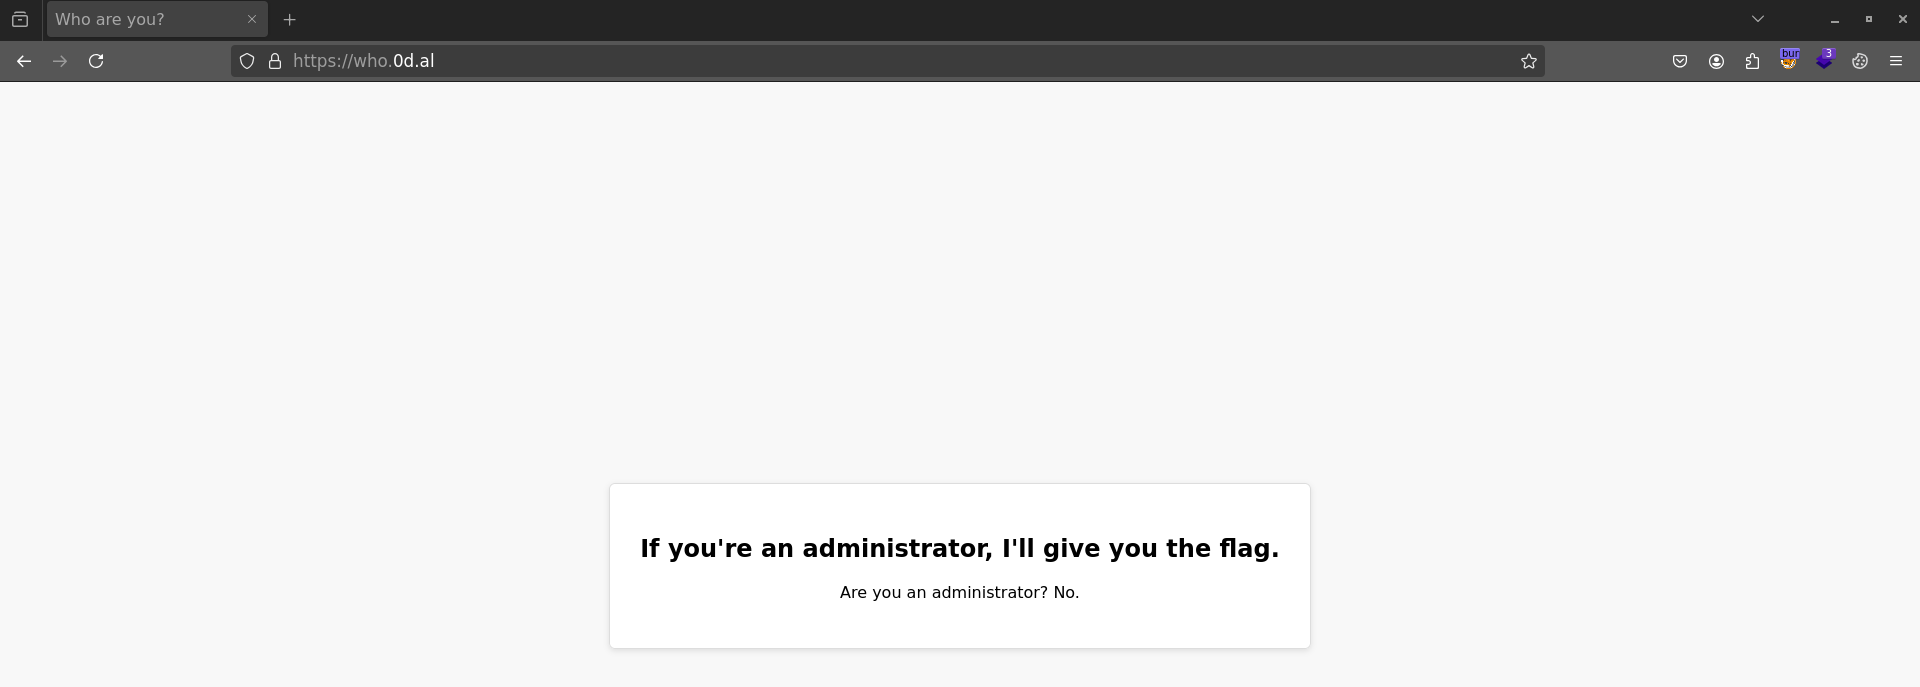 Who are you?
https://who.0d.al
bur
3
If you're an administrator, I'll give you the flag.
Are you an administrator? No.